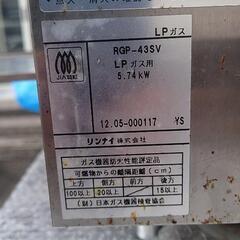 LPガス
RGP-43SV
LPガス用
5.74kW
12.05-000117 YS
リンナイ株式会社
ガス機器防火性能評定品
可燃物からの離隔距離(cm)
上方 側方 前方 後方
100以上 20以上 / 15以上
(財)日本ガス機器検査協会